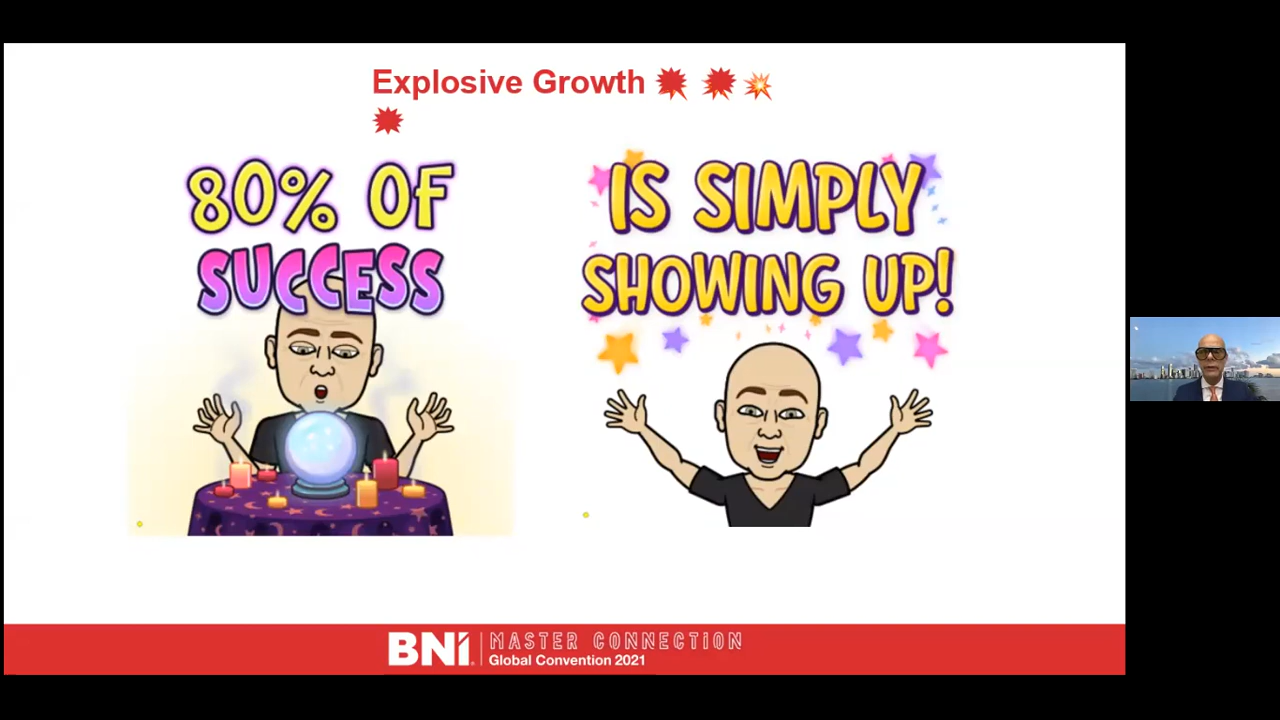 Explosive Growth 💥 💥 💥
💥
80% OF
SUCCESS
IS SIMPLY
SHOWING UP!
BNI
MASTER CONNECTION
Global Convention 2021